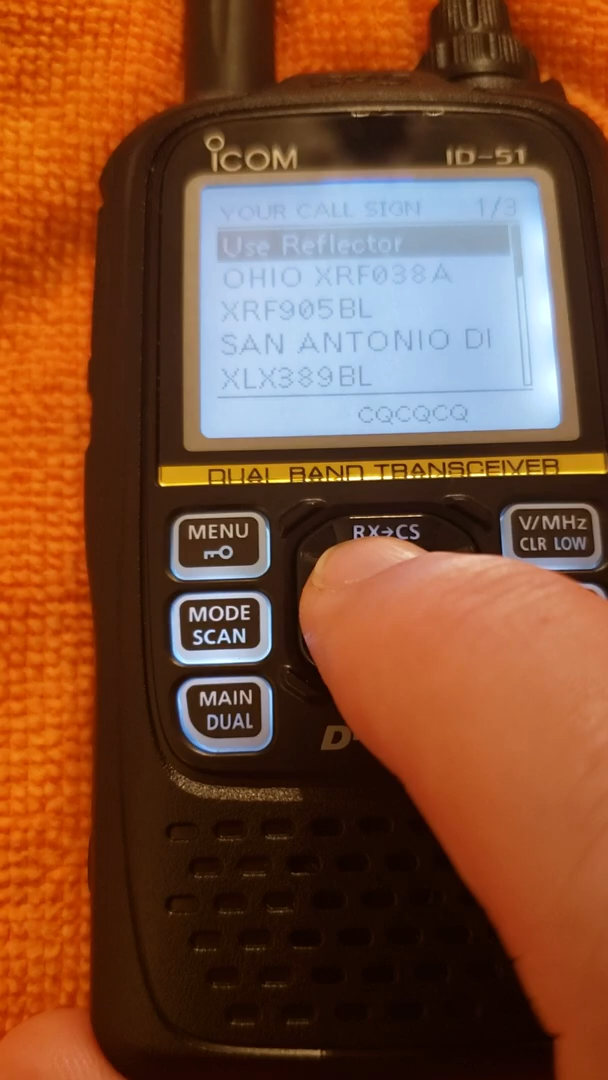 iCOM ID-51
YOUR CALL SIGN 1/3
Use Reflector
OHIO XRF038A
XRF905BL
SAN ANTONIO DI
XLX389BL
CQCQCQ
DUAL BAND TRANSCEIVER
MENU
RX→CS
V/MHz
CLR LOW
MODE
SCAN
MAIN
DUAL
D-